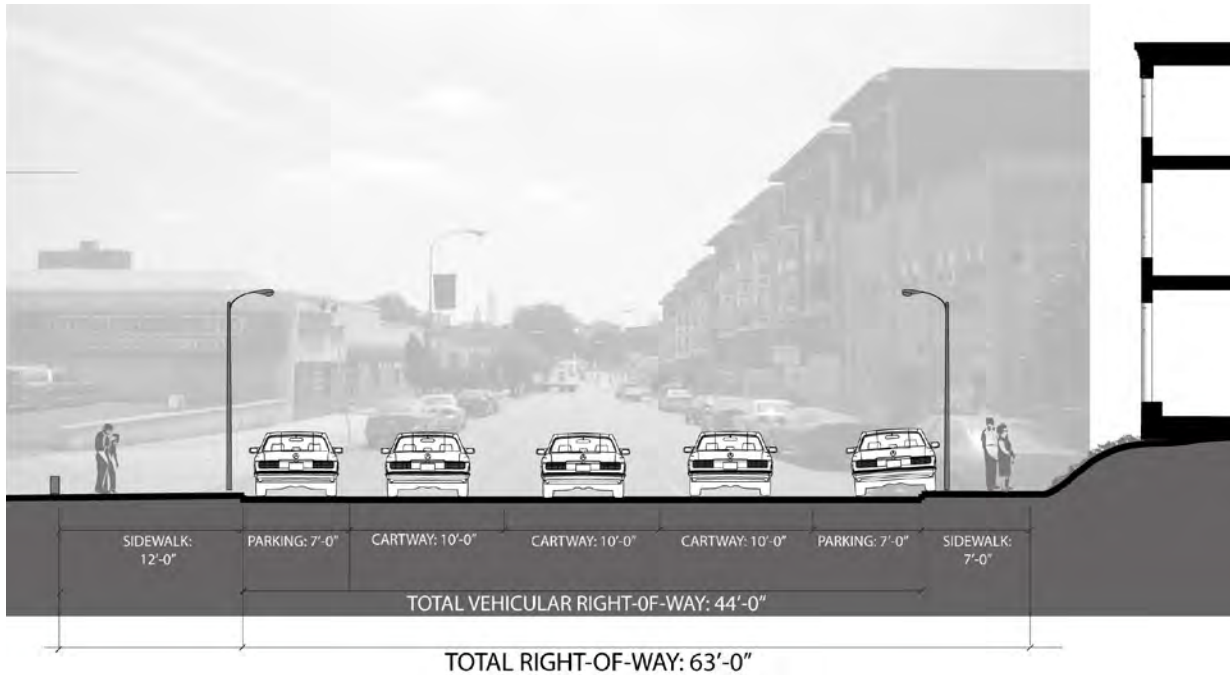 SIDEWALK:
12'-0"
PARKING: 7'-0"
CARTWAY: 10'-0"
CARTWAY: 10'-0"
CARTWAY: 10'-0"
PARKING: 7'-0"
SIDEWALK:
7'-0"
TOTAL VEHICULAR RIGHT-OF-WAY: 44'-0"
TOTAL RIGHT-OF-WAY: 63'-0"